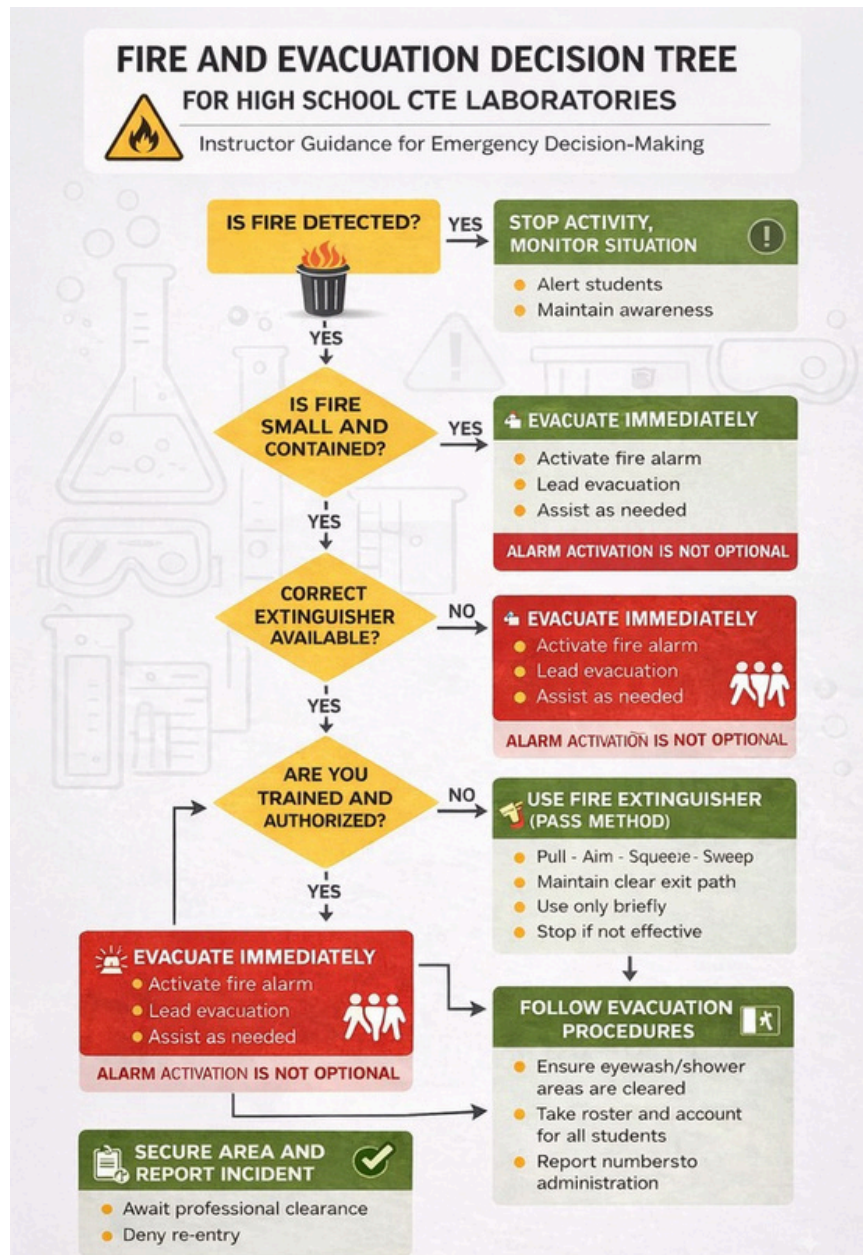 FIRE AND EVACUATION DECISION TREE
FOR HIGH SCHOOL CTE LABORATORIES
Instructor Guidance for Emergency Decision-Making
IS FIRE DETECTED?
YES
STOP ACTIVITY,
MONITOR SITUATION
Alert students
Maintain awareness
YES
IS FIRE
SMALL AND
CONTAINED?
YES
EVACUATE IMMEDIATELY
Activate fire alarm
Lead evacuation
Assist as needed
ALARM ACTIVATION IS NOT OPTIONAL
YES
CORRECT
EXTINGUISHER
AVAILABLE?
NO
EVACUATE IMMEDIATELY
Activate fire alarm
Lead evacuation
Assist as needed
ALARM ACTIVATION IS NOT OPTIONAL
YES
ARE YOU
TRAINED AND
AUTHORIZED?
NO
USE FIRE EXTINGUISHER
(PASS METHOD)
Pull - Aim - Squeeze - Sweep
Maintain clear exit path
Use only briefly
Stop if not effective
YES
EVACUATE IMMEDIATELY
Activate fire alarm
Lead evacuation
Assist as needed
ALARM ACTIVATION IS NOT OPTIONAL
FOLLOW EVACUATION
PROCEDURES
Ensure eyewash/shower
areas are cleared
Take roster and account
for all students
Report numbersto
administration
SECURE AREA AND
REPORT INCIDENT
Await professional clearance
Deny re-entry